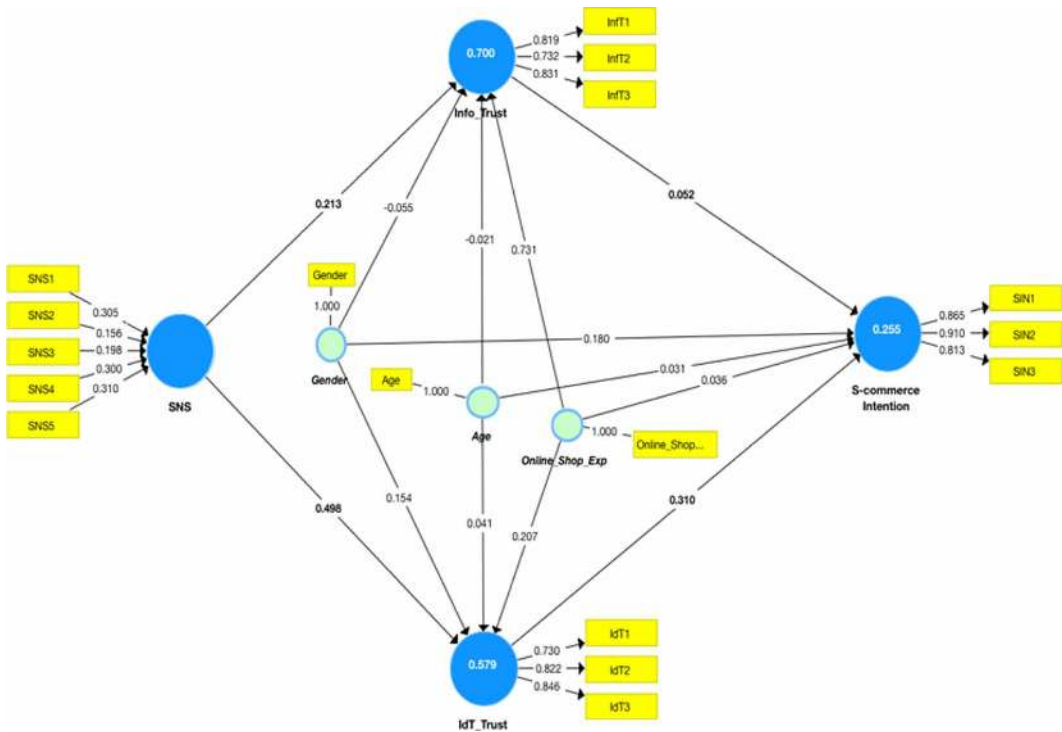 InfT1
0.819
0.700
0.732
InfT2
0.831
InfT3
Info_Trust
0.213
-0.055
0.052
-0.021
0.731
SNS1
Gender
SIN1
0.305
1.000
0.865
SNS2
0.156
0.255
0.910
SIN2
SNS3
0.198
0.180
0.813
SNS4
0.300
SIN3
0.310
Gender
Age
1.000
0.031
0.036
S-commerce
Intention
SNS
SNS5
Age
1.000
Online_Shop...
Online_Shop_Exp
0.498
0.154
0.310
0.041
0.207
IdT1
0.730
0.579
0.822
IdT2
0.846
IdT3
IdT_Trust